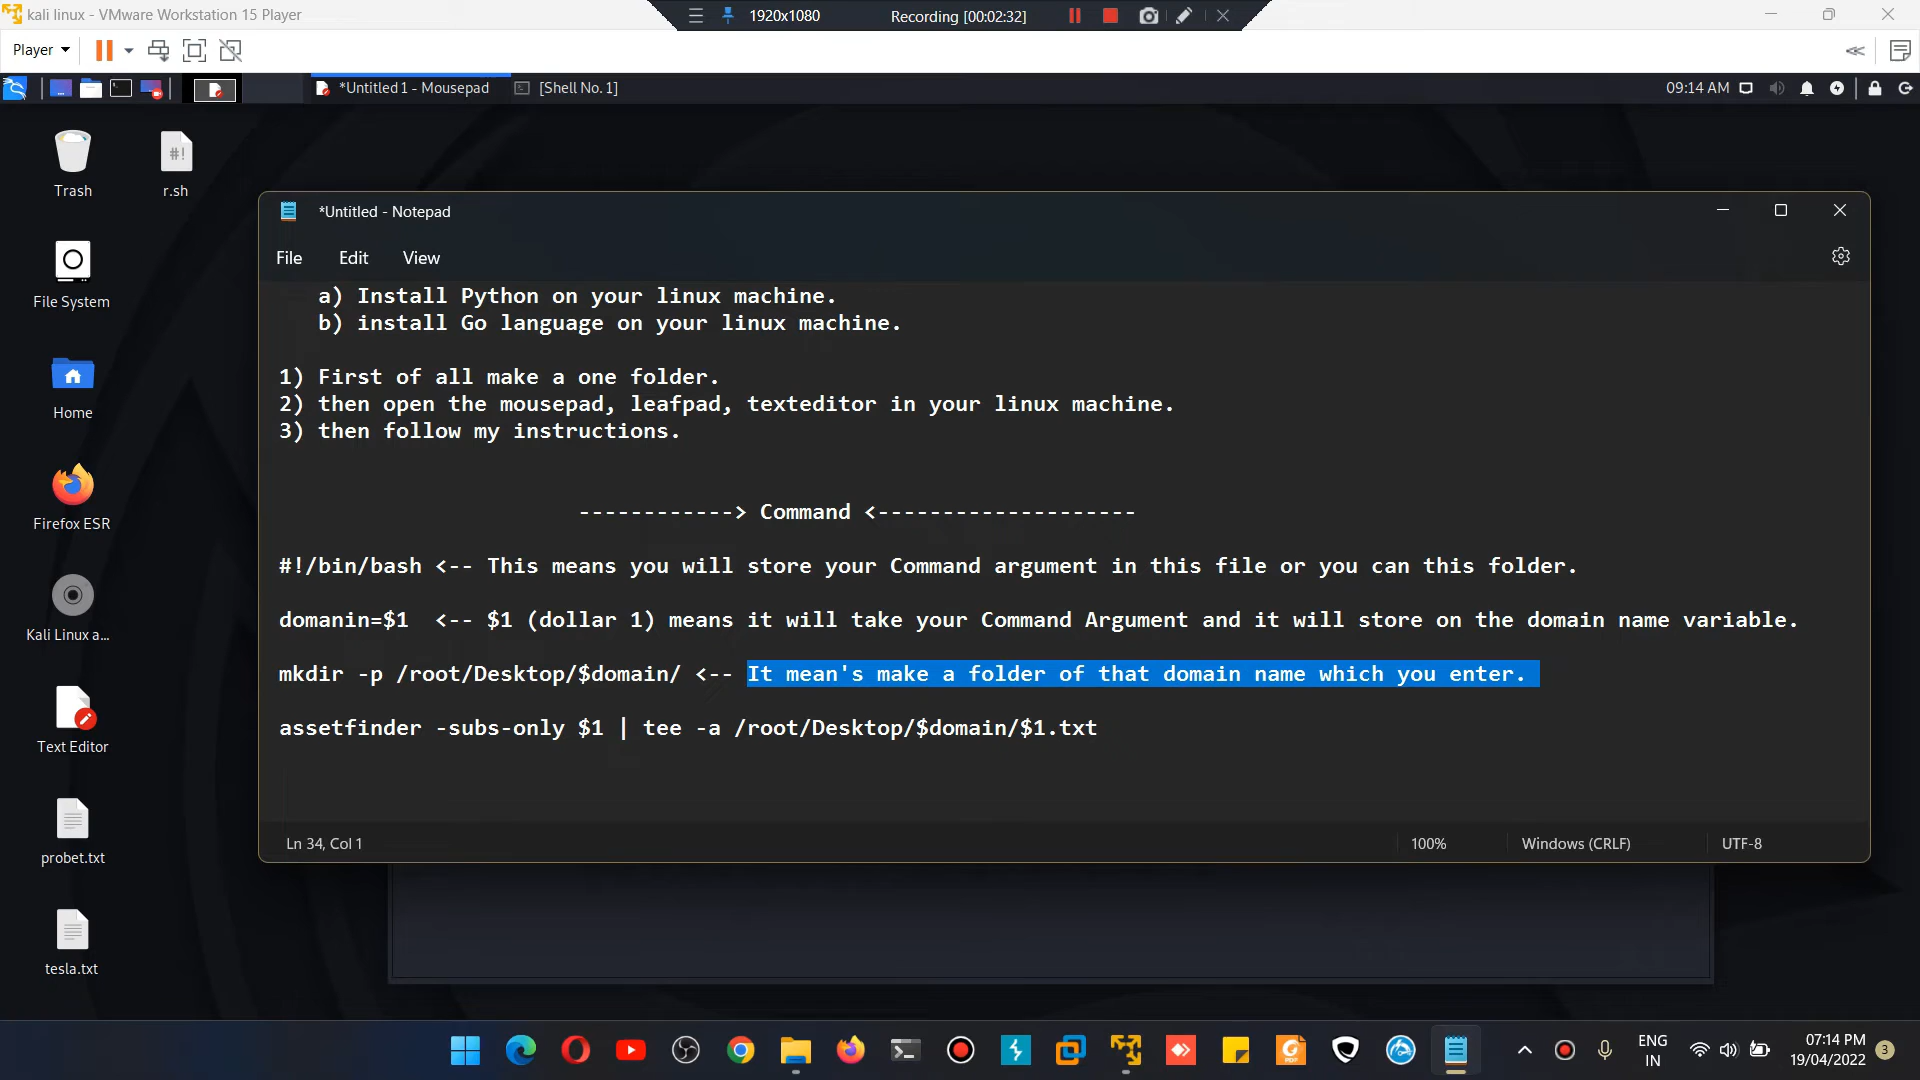 kali linux - VMware Workstation 15 Player
1920x1080
Recording [00:02:32]
Player
*Untitled 1 - Mousepad
[Shell No. 1]
09:14 AM
Trash
#!
r.sh
File System
Home
Firefox ESR
Kali Linux a...
Text Editor
probet.txt
tesla.txt
*Untitled - Notepad
File
Edit
View
a) Install Python on your linux machine.
b) install Go language on your linux machine.
1) First of all make a one folder.
2) then open the mousepad, leafpad, texteditor in your linux machine.
3) then follow my instructions.
------------> Command <--------------------
#!/bin/bash <-- This means you will store your Command argument in this file or you can this folder.
domanin=$1  <-- $1 (dollar 1) means it will take your Command Argument and it will store on the domain name variable.
mkdir -p /root/Desktop/$domain/ <-- It mean's make a folder of that domain name which you enter.
assetfinder -subs-only $1 | tee -a /root/Desktop/$domain/$1.txt
Ln 34, Col 1
100%
Windows (CRLF)
UTF-8
ENG
IN
07:14 PM
19/04/2022
3